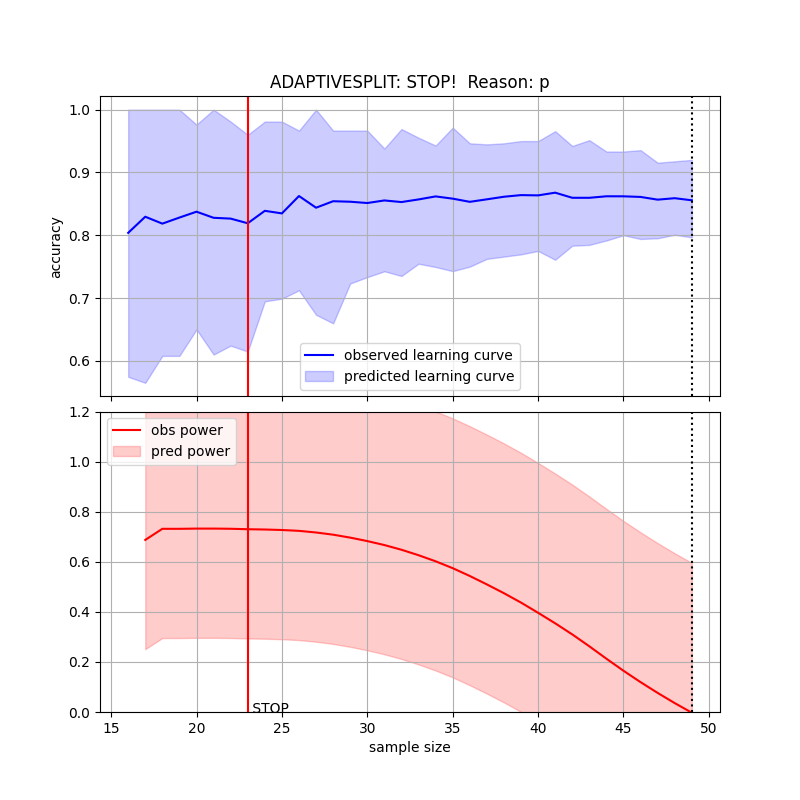 ADAPTIVESPLIT: STOP!  Reason: p
1.0
0.9
0.8
0.7
0.6
accuracy
observed learning curve
predicted learning curve
1.2
1.0
0.8
0.6
0.4
0.2
0.0
obs power
pred power
STOP
15 20 25 30 35 40 45 50
sample size